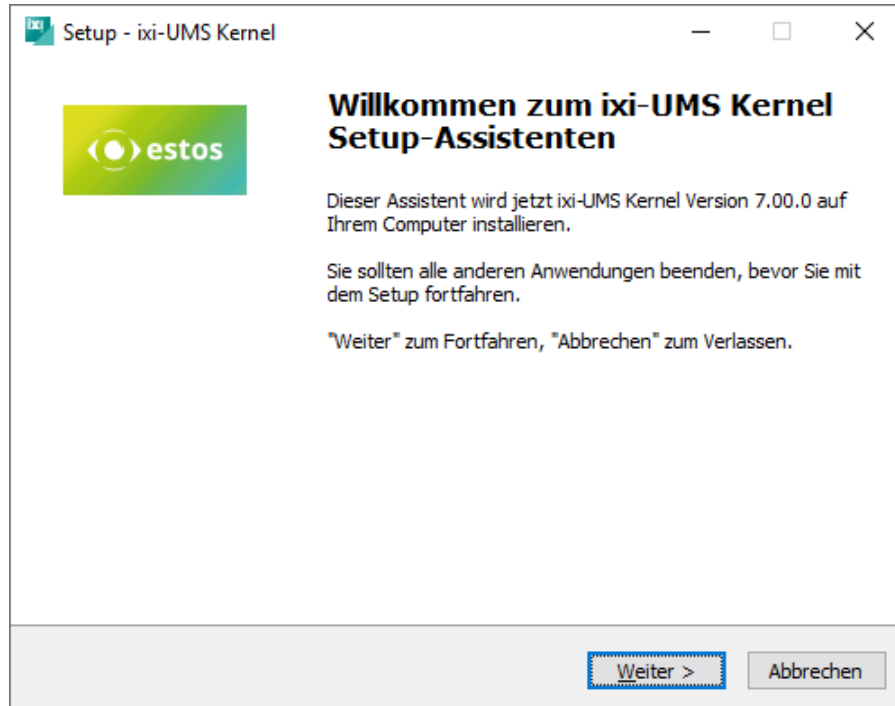 ixi
Setup - ixi-UMS Kernel
estos
Willkommen zum ixi-UMS Kernel
Setup-Assistenten
Dieser Assistent wird jetzt ixi-UMS Kernel Version 7.00.0 auf
Ihrem Computer installieren.
Sie sollten alle anderen Anwendungen beenden, bevor Sie mit
dem Setup fortfahren.
"Weiter" zum Fortfahren, "Abbrechen" zum Verlassen.
Weiter >
Abbrechen